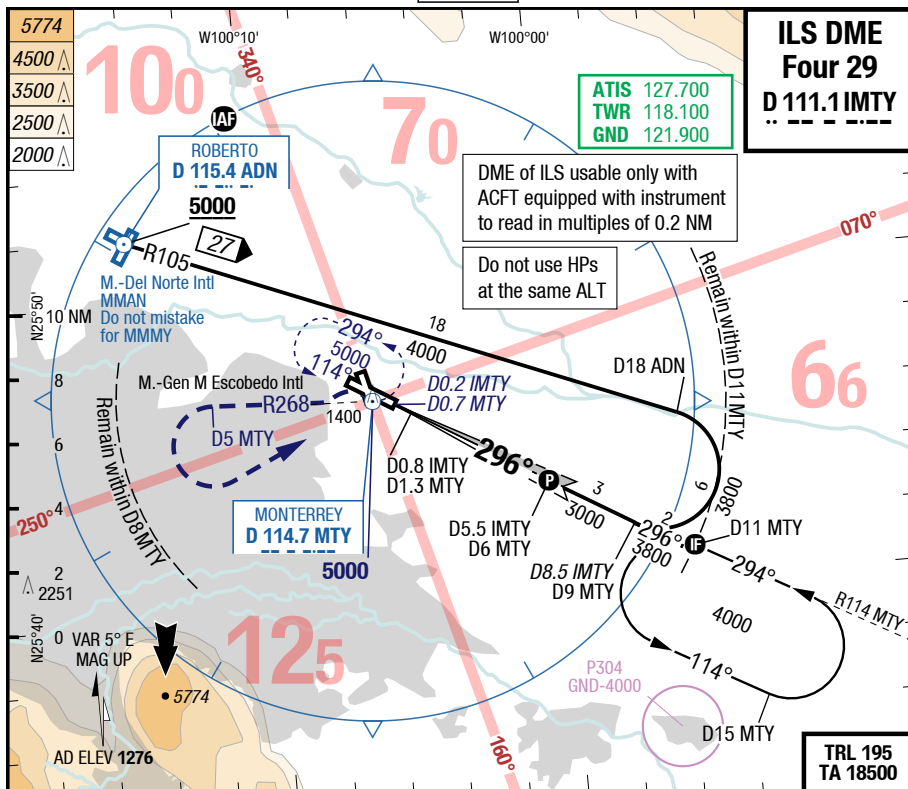 5774
4500
3500
2500
2000
W100°10'
W100°00'
ILS DME
Four 29
D 111.1 IMTY
ATIS 127.700
TWR 118.100
GND 121.900
10₀
7₀
6₆
12₅
340°
070°
250°
160°
IAF
ROBERTO
D 115.4 ADN
5000
27
R105
DME of ILS usable only with
ACFT equipped with instrument
to read in multiples of 0.2 NM
Do not use HPs
at the same ALT
M.-Del Norte Intl
MMAN
Do not mistake
for MMMY
N25°50'
10 NM
8
6
4
2
0
N25°40'
18
4000
D18 ADN
Remain within D11 MTY
294°
5000
114°
M.-Gen M Escobedo Intl
R268
1400
D5 MTY
D0.2 IMTY
D0.7 MTY
Remain within D8 MTY
D0.8 IMTY
D1.3 MTY
296°
P
3
3000
D5.5 IMTY
D6 MTY
MONTERREY
D 114.7 MTY
5000
6
3800
2
296°
3800
IF
D11 MTY
D8.5 IMTY
D9 MTY
294°
R114 MTY
4000
114°
D15 MTY
P304
GND-4000
2251
VAR 5° E
MAG UP
5774
AD ELEV 1276
TRL 195
TA 18500